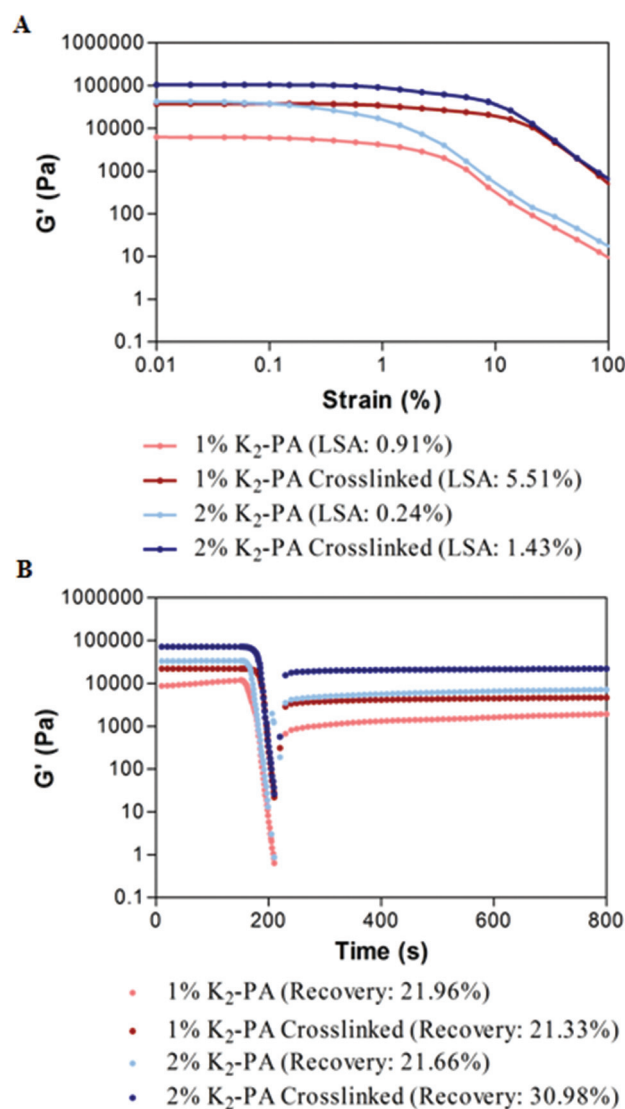 A
1000000
100000
10000
1000
100
10
1
0.1
G' (Pa)
0.01 0.1 1 10 100
Strain (%)
1% K₂-PA (LSA: 0.91%)
1% K₂-PA Crosslinked (LSA: 5.51%)
2% K₂-PA (LSA: 0.24%)
2% K₂-PA Crosslinked (LSA: 1.43%)
B
1000000
100000
10000
1000
100
10
1
0.1
G' (Pa)
0 200 400 600 800
Time (s)
1% K₂-PA (Recovery: 21.96%)
1% K₂-PA Crosslinked (Recovery: 21.33%)
2% K₂-PA (Recovery: 21.66%)
2% K₂-PA Crosslinked (Recovery: 30.98%)